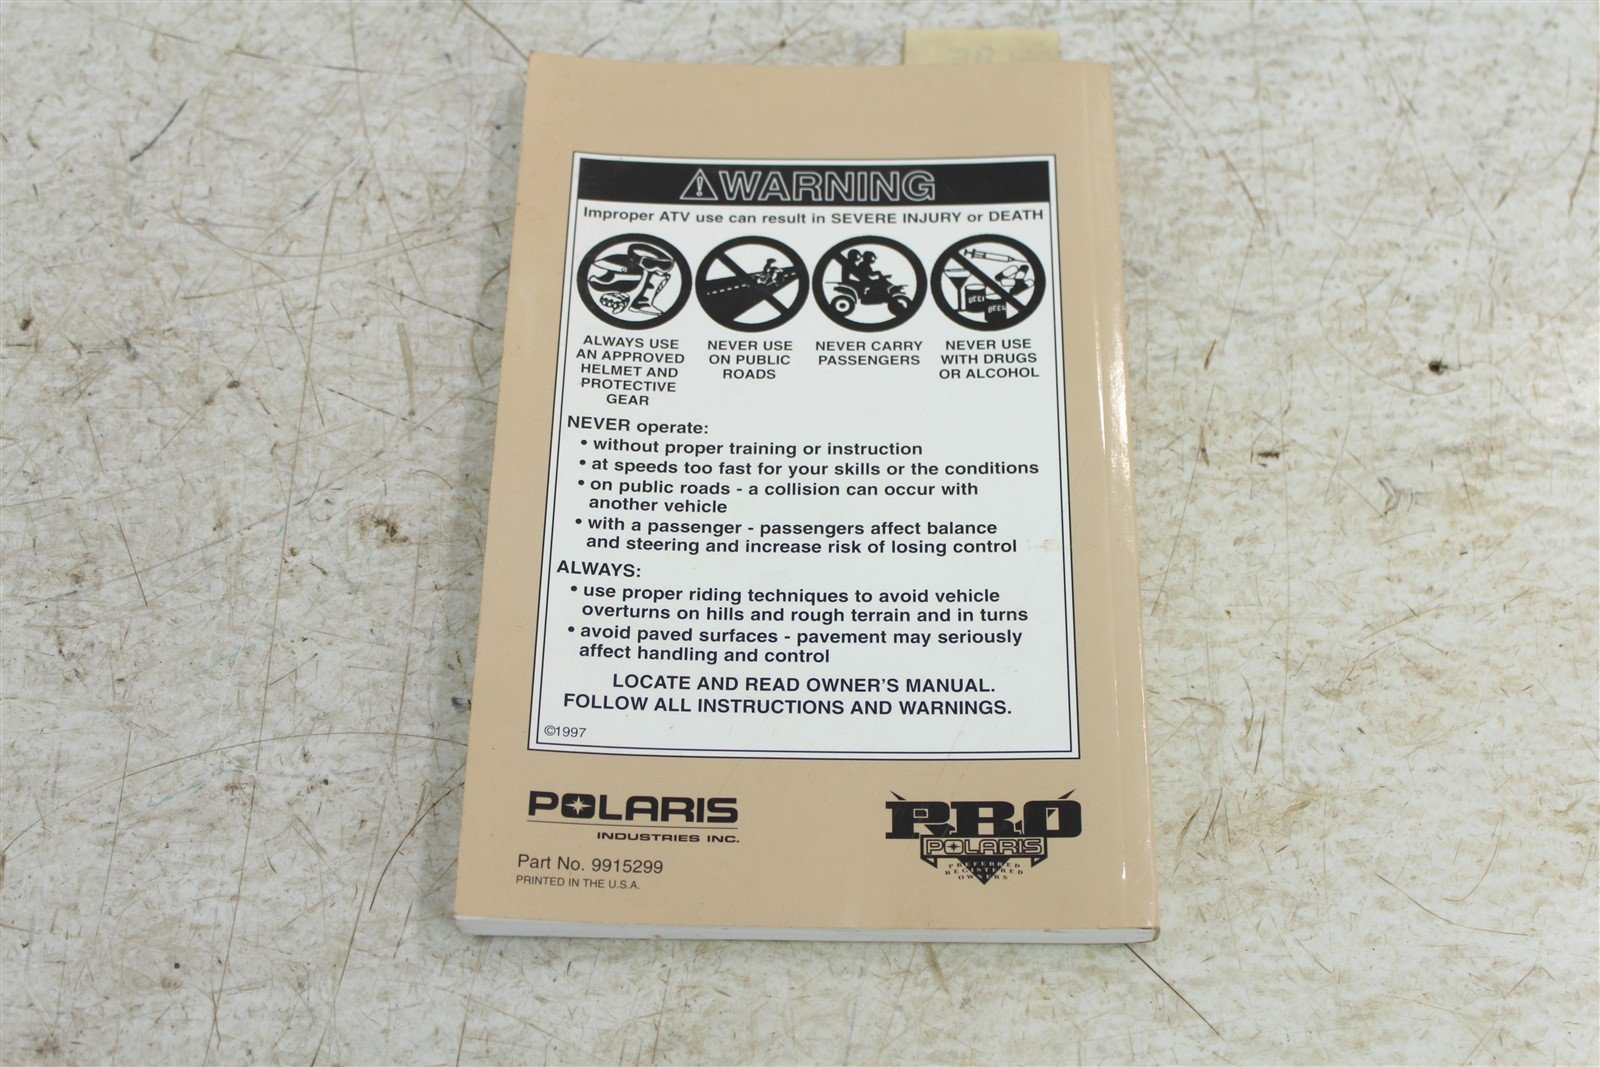 WARNING
Improper ATV use can result in SEVERE INJURY or DEATH
BEER
BEER
ALWAYS USE
AN APPROVED
HELMET AND
PROTECTIVE
GEAR
NEVER USE
ON PUBLIC
ROADS
NEVER CARRY
PASSENGERS
NEVER USE
WITH DRUGS
OR ALCOHOL
NEVER operate:
• without proper training or instruction
• at speeds too fast for your skills or the conditions
• on public roads - a collision can occur with
another vehicle
• with a passenger - passengers affect balance
and steering and increase risk of losing control
ALWAYS:
• use proper riding techniques to avoid vehicle
overturns on hills and rough terrain and in turns
• avoid paved surfaces - pavement may seriously
affect handling and control
LOCATE AND READ OWNER'S MANUAL.
FOLLOW ALL INSTRUCTIONS AND WARNINGS.
©1997
POLARIS
INDUSTRIES INC.
Part No. 9915299
PRINTED IN THE U.S.A.
PRO
POLARIS
PREFERRED
REGISTERED
OWNERS